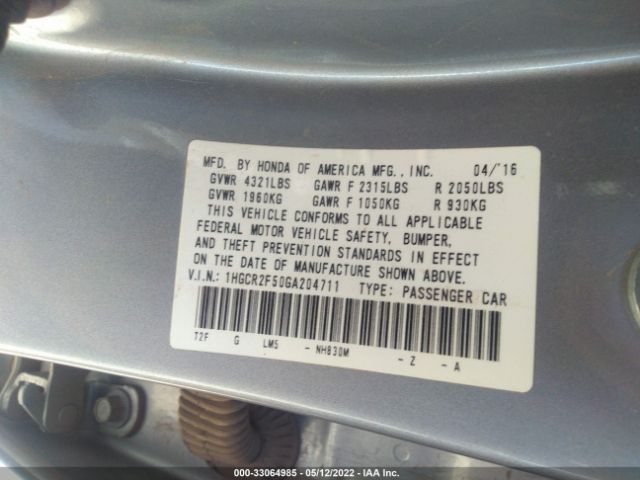 MFD. BY HONDA OF AMERICA MFG., INC. 04/'16
GVWR 4321LBS GAWR F 2315LBS R 2050LBS
GVWR 1960KG GAWR F 1050KG R 930KG
THIS VEHICLE CONFORMS TO ALL APPLICABLE
FEDERAL MOTOR VEHICLE SAFETY, BUMPER,
AND THEFT PREVENTION STANDARDS IN EFFECT
ON THE DATE OF MANUFACTURE SHOWN ABOVE.
V.I.N.: 1HGCR2F50GA204711 TYPE: PASSENGER CAR
T2F G LM5 - NH830M - Z - A
000-33064985 - 05/12/2022 - IAA Inc.